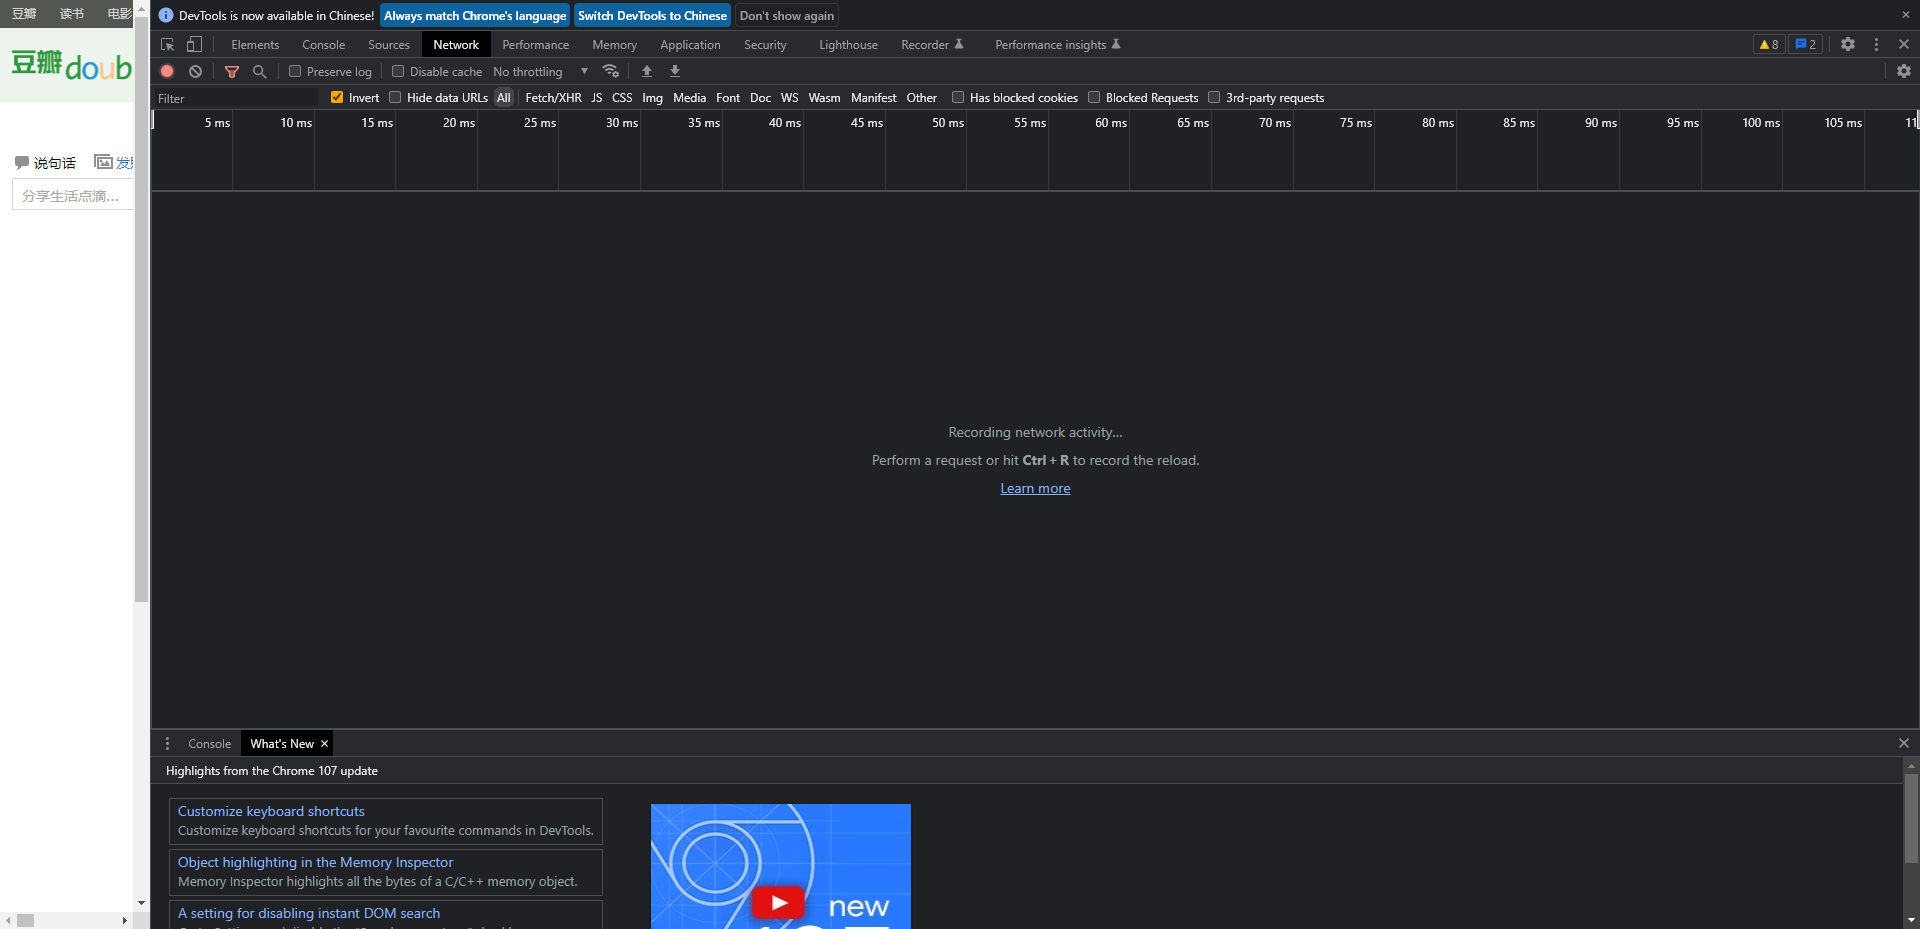 豆瓣 读书 电影
豆瓣 doub
说句话
分享生活点滴...
DevTools is now available in Chinese! Always match Chrome's language Switch DevTools to Chinese Don't show again
Elements Console Sources Network Performance Memory Application Security Lighthouse Recorder Performance insights 8 2
Preserve log Disable cache No throttling
Filter Invert Hide data URLs All Fetch/XHR JS CSS Img Media Font Doc WS Wasm Manifest Other Has blocked cookies Blocked Requests 3rd-party requests
5 ms 10 ms 15 ms 20 ms 25 ms 30 ms 35 ms 40 ms 45 ms 50 ms 55 ms 60 ms 65 ms 70 ms 75 ms 80 ms 85 ms 90 ms 95 ms 100 ms 105 ms 11
Recording network activity...
Perform a request or hit Ctrl + R to record the reload.
Learn more
Console What's New
Highlights from the Chrome 107 update
Customize keyboard shortcuts
Customize keyboard shortcuts for your favourite commands in DevTools.
Object highlighting in the Memory Inspector
Memory Inspector highlights all the bytes of a C/C++ memory object.
A setting for disabling instant DOM search
new